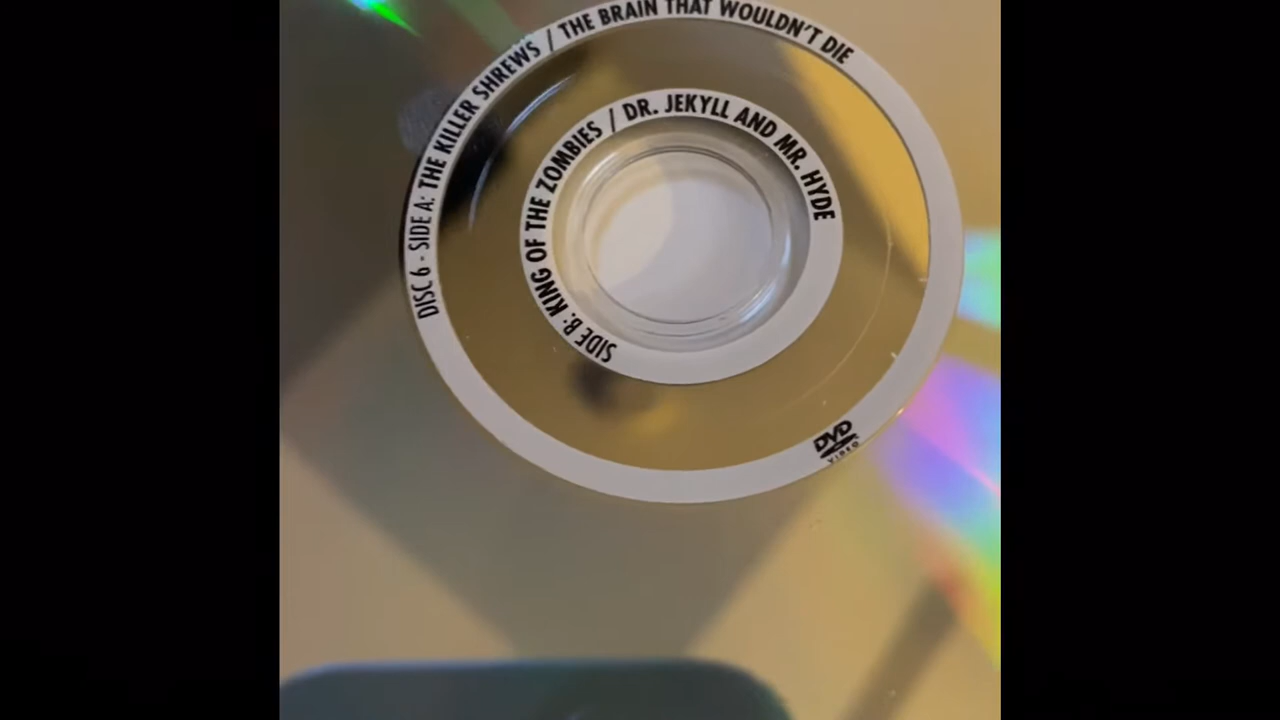 DISC 6 - SIDE A: THE KILLER SHREWS / THE BRAIN THAT WOULDN'T DIE
SIDE B: KING OF THE ZOMBIES / DR. JEKYLL AND MR. HYDE
DVD
VIDEO